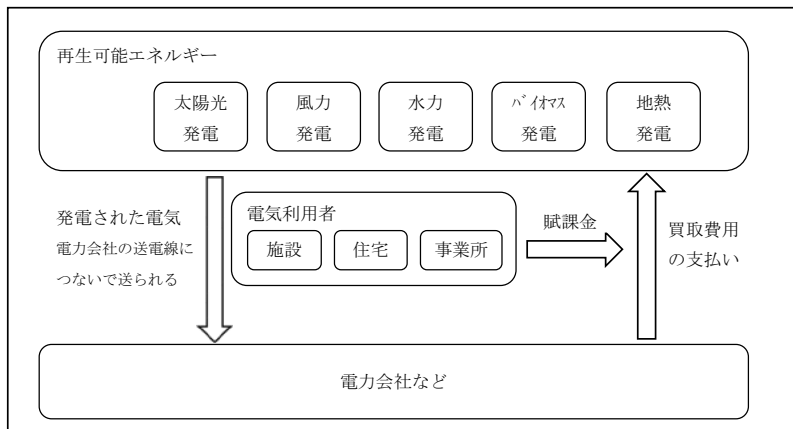 再生可能エネルギー
太陽光
発電
風力
発電
水力
発電
ﾊﾞｲｵﾏｽ
発電
地熱
発電
発電された電気
電力会社の送電線に
つないで送られる
電気利用者
施設
住宅
事業所
賦課金
買取費用
の支払い
電力会社など